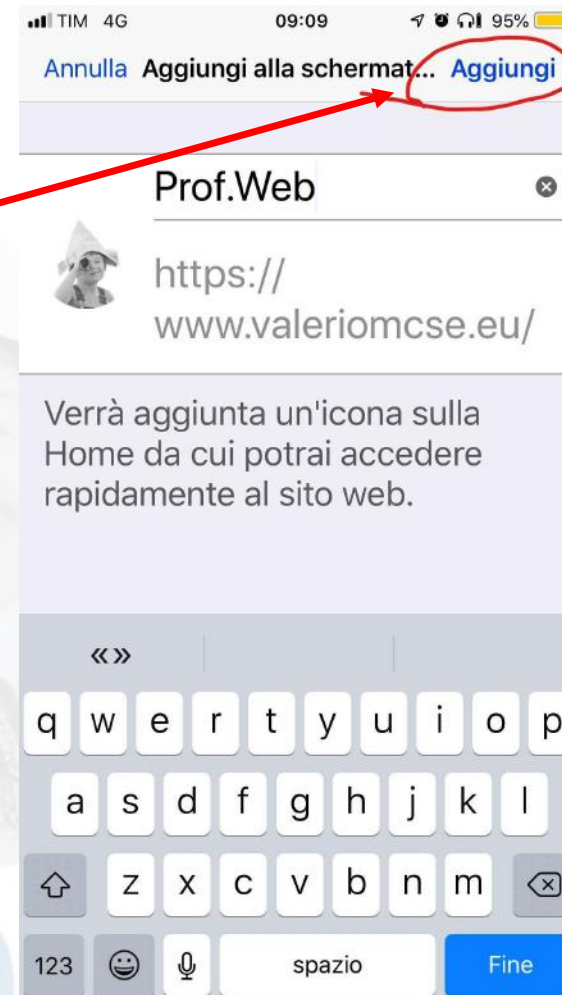 TIM 4G 09:09 95%
Annulla Aggiungi alla schermat... Aggiungi
Prof.Web
https://
www.valeriomcse.eu/
Verrà aggiunta un'icona sulla
Home da cui potrai accedere
rapidamente al sito web.
«»
q w e r t y u i o p
a s d f g h j k l
z x c v b n m
123 spazio Fine